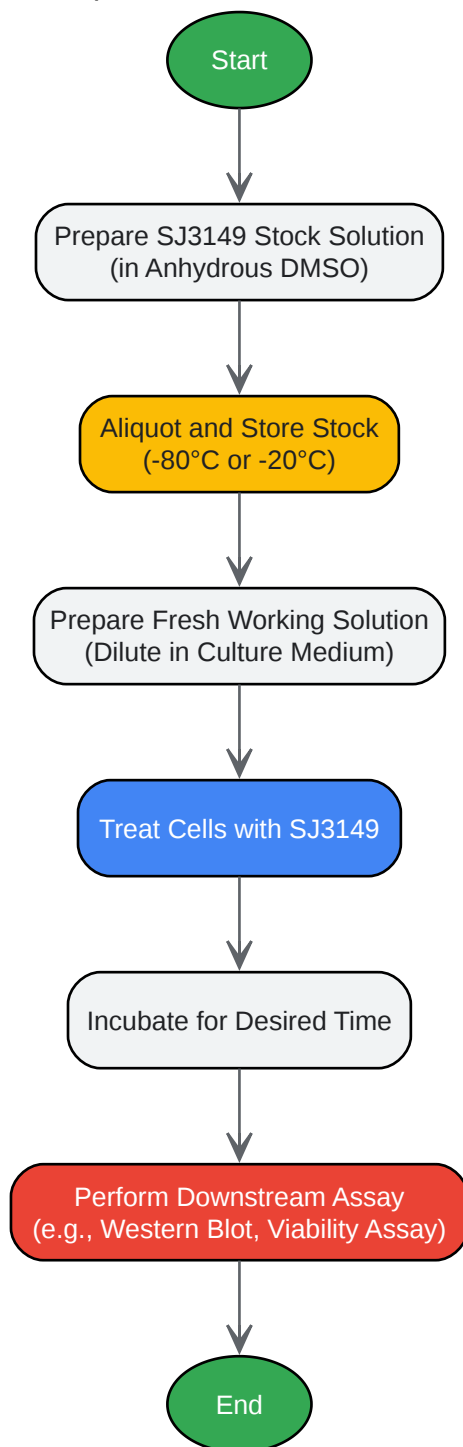 Start
Prepare SJ3149 Stock Solution
(in Anhydrous DMSO)
Aliquot and Store Stock
(-80°C or -20°C)
Prepare Fresh Working Solution
(Dilute in Culture Medium)
Treat Cells with SJ3149
Incubate for Desired Time
Perform Downstream Assay
(e.g., Western Blot, Viability Assay)
End